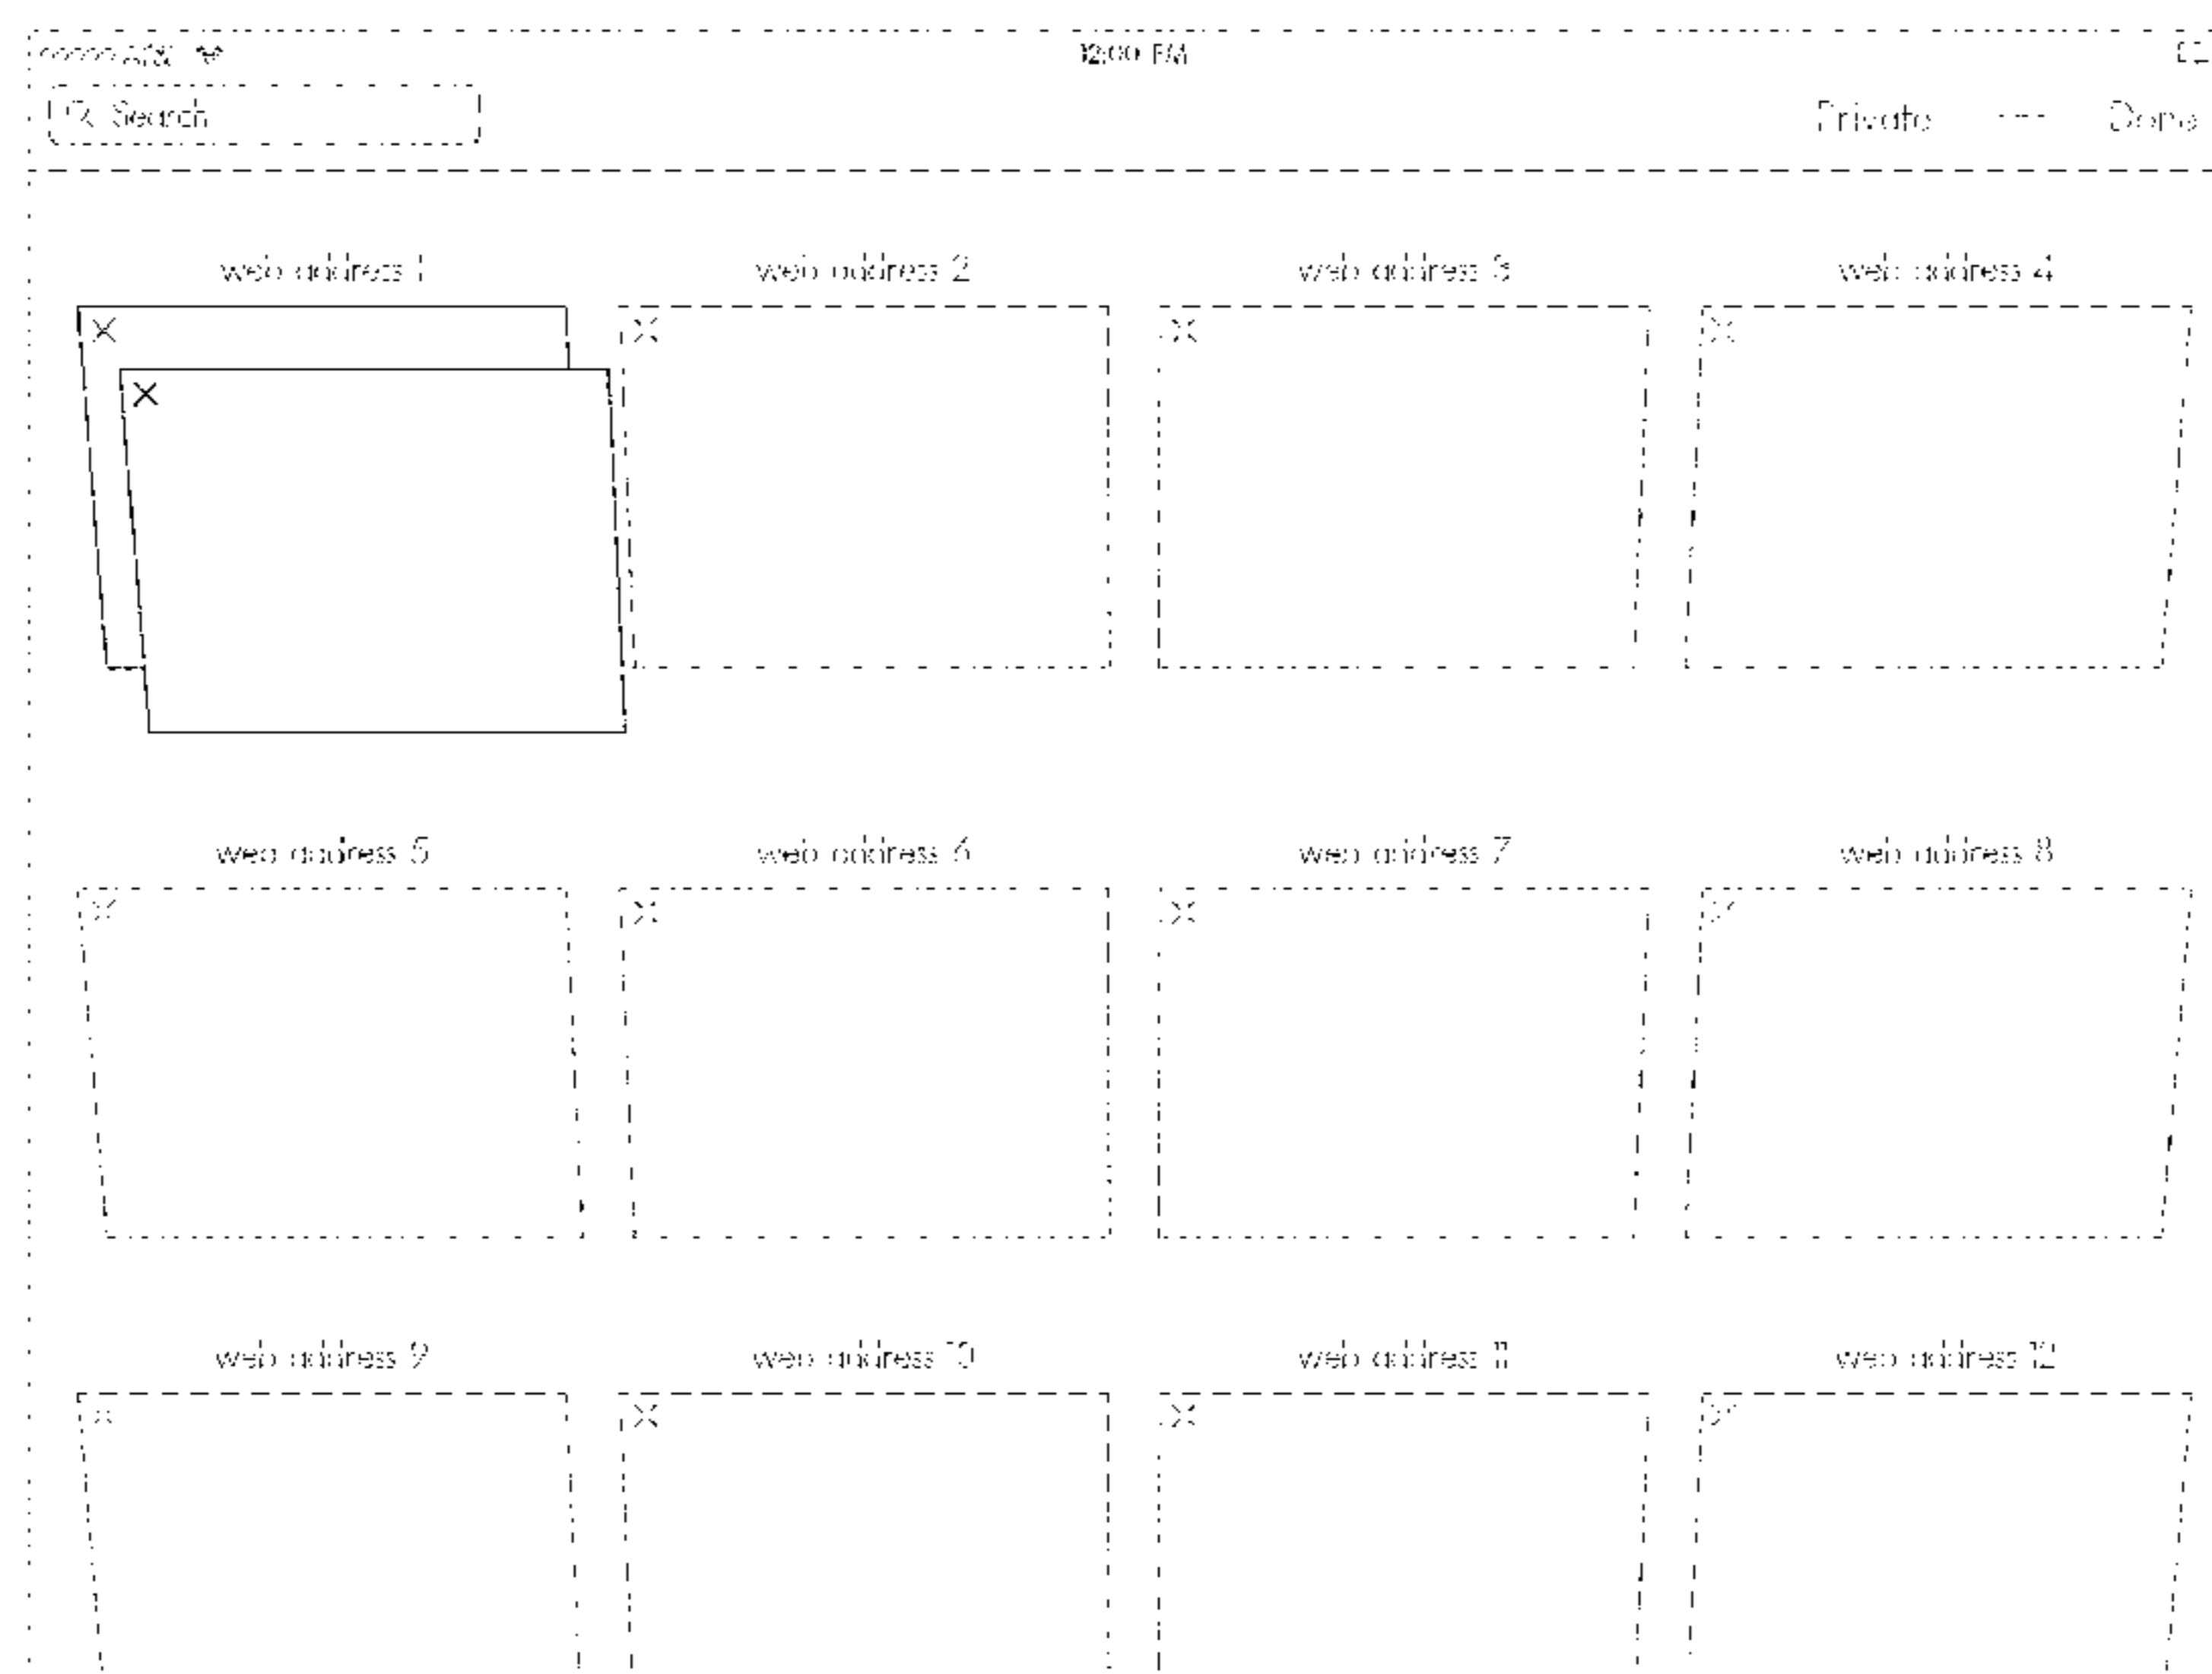 12:00 PM
Search Private Done
web address 1 web address 2 web address 3 web address 4
web address 5 web address 6 web address 7 web address 8
web address 9 web address 10 web address 11 web address 12